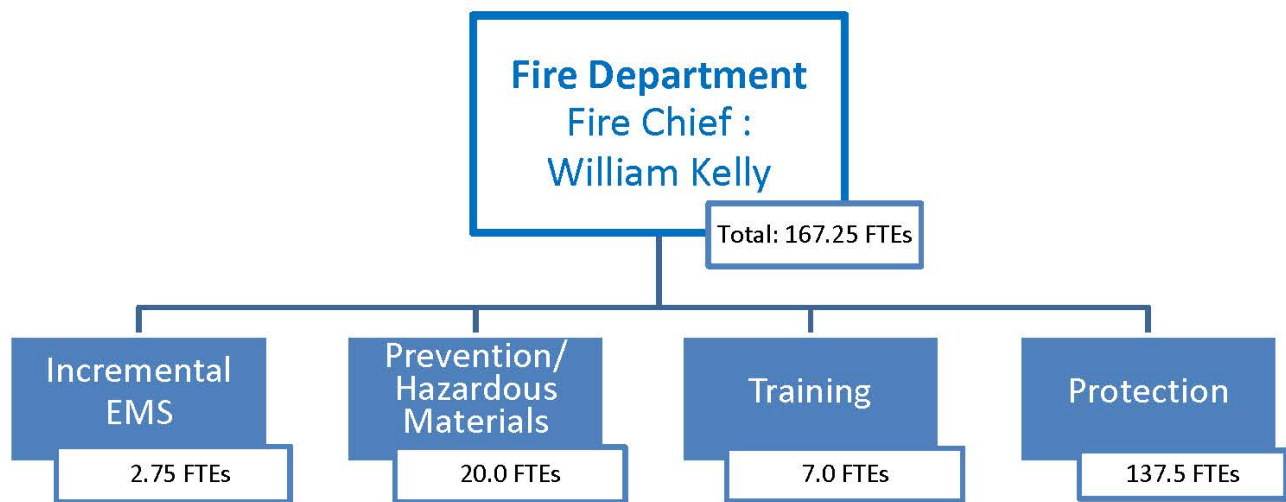 Fire Department
Fire Chief :
William Kelly
Total: 167.25 FTEs
Incremental
EMS
2.75 FTEs
Prevention/
Hazardous
Materials
20.0 FTEs
Training
7.0 FTEs
Protection
137.5 FTEs